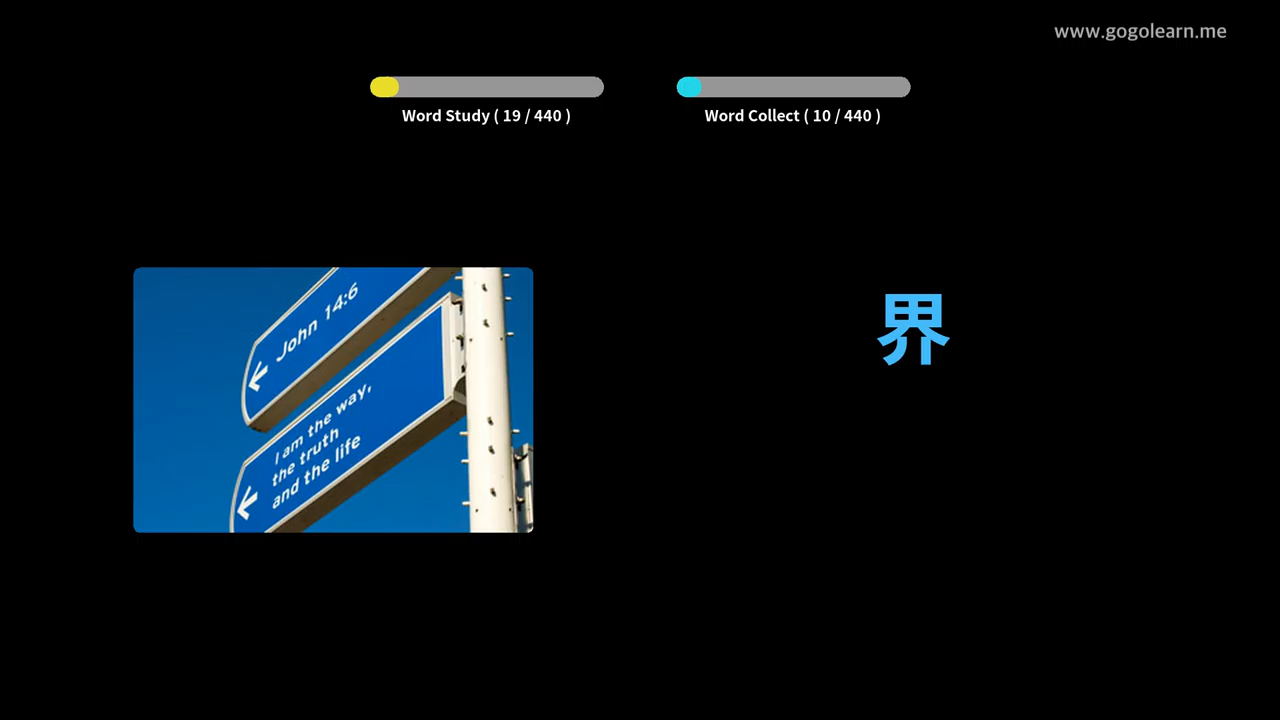 www.gogolearn.me
Word Study ( 19 / 440 )
Word Collect ( 10 / 440 )
John 14:6
I am the way,
the truth
and the life
界